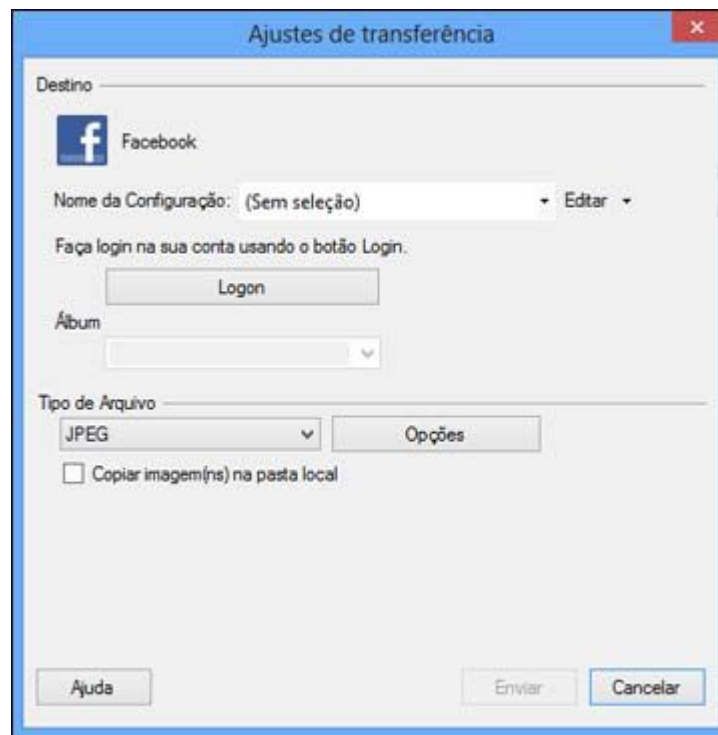 Ajustes de transferência
Destino
Facebook
Nome da Configuração: (Sem seleção) Editar
Faça login na sua conta usando o botão Login.
Logon
Álbum
Tipo de Arquivo
JPEG Opções
Copiar imagem(ns) na pasta local
Ajuda Enviar Cancelar